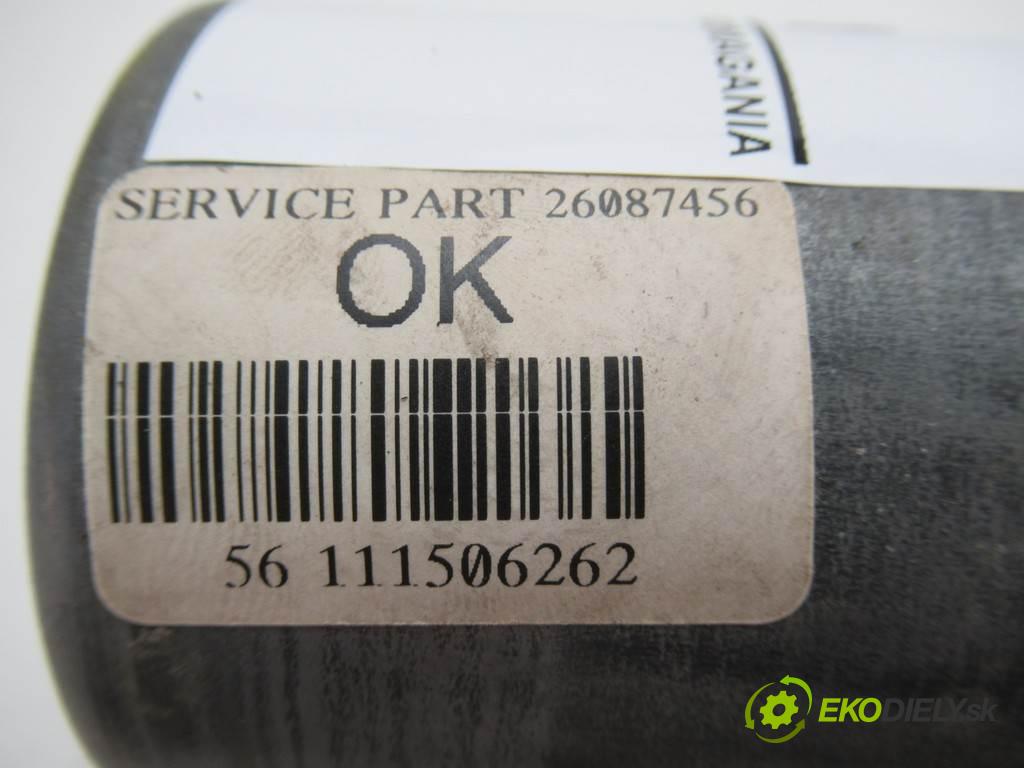 SERVICE PART 26087456
OK
56 111506262
EKODIELY.sk